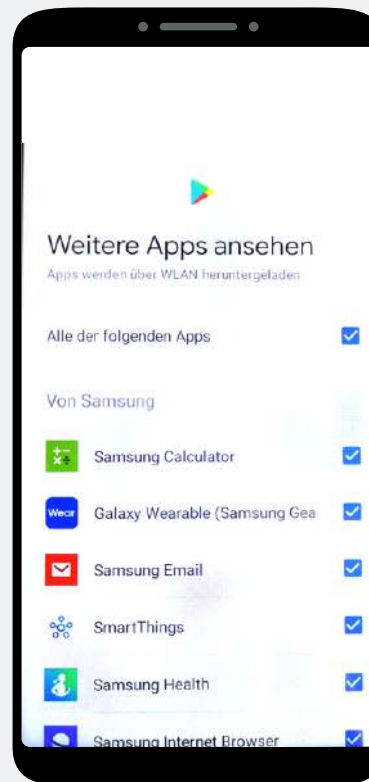 Weitere Apps ansehen
Apps werden über WLAN heruntergeladen
Alle der folgenden Apps
Von Samsung
Samsung Calculator
Wear
Galaxy Wearable (Samsung Gea
Samsung Email
SmartThings
Samsung Health
Samsung Internet Browser